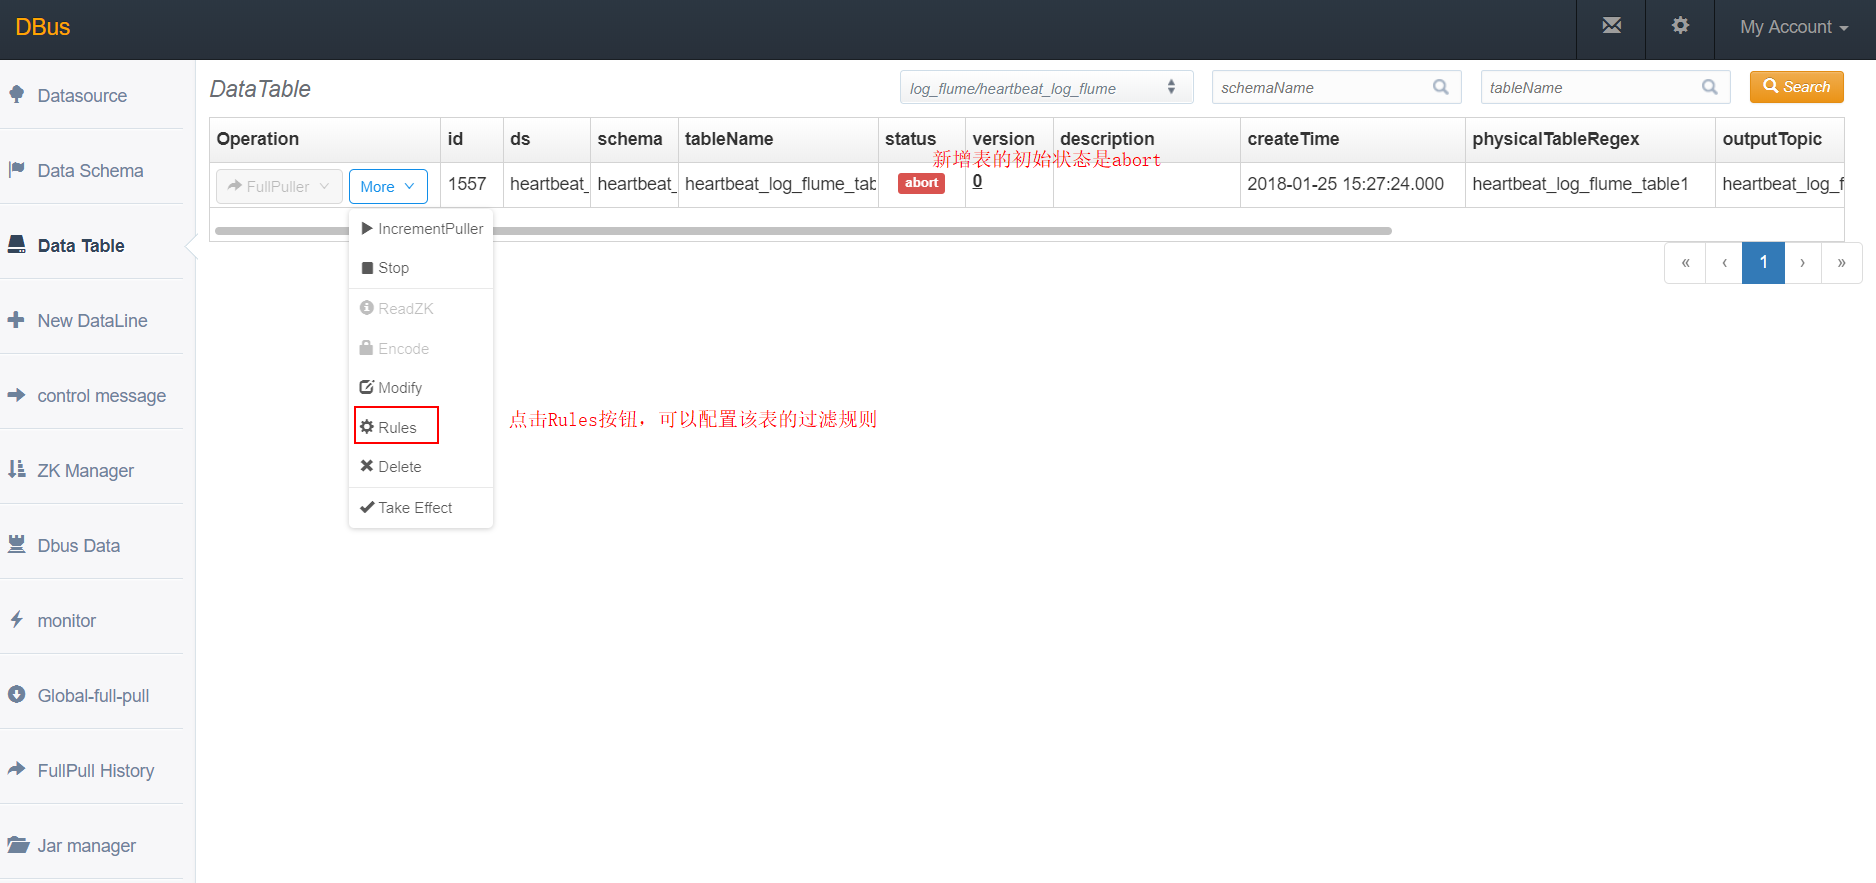 DBus
My Account
Datasource
Data Schema
Data Table
New DataLine
control message
ZK Manager
Dbus Data
monitor
Global-full-pull
FullPull History
Jar manager
DataTable
log_flume/heartbeat_log_flume
schemaName
tableName
Search
Operation id ds schema tableName status version description createTime physicalTableRegex outputTopic
新增表的初始状态是abort
FullPuller More 1557 heartbeat_ heartbeat_ heartbeat_log_flume_tab abort 0 2018-01-25 15:27:24.000 heartbeat_log_flume_table1 heartbeat_log_f
IncrementPuller
Stop
ReadZK
Encode
Modify
Rules
Delete
Take Effect
点击Rules按钮，可以配置该表的过滤规则
« ‹ 1 › »